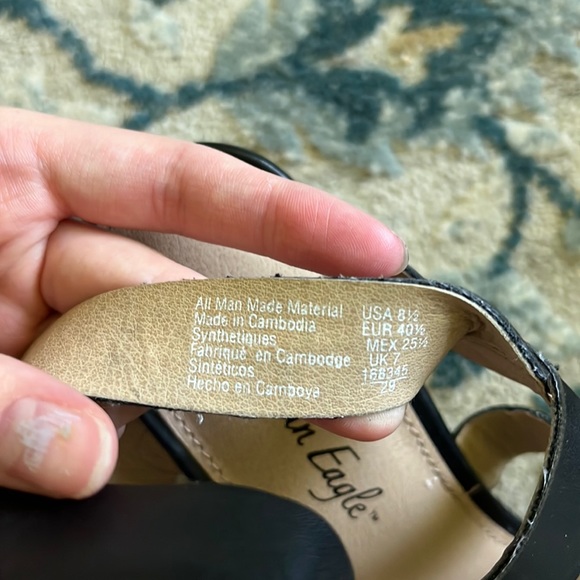 All Man Made Material
Made in Cambodia
Synthetiques
Fabriqué en Cambodge
Sintéticos
Hecho en Camboya
USA 8½
EUR 40½
MEX 25½
UK 7
168345
29
Eagle™